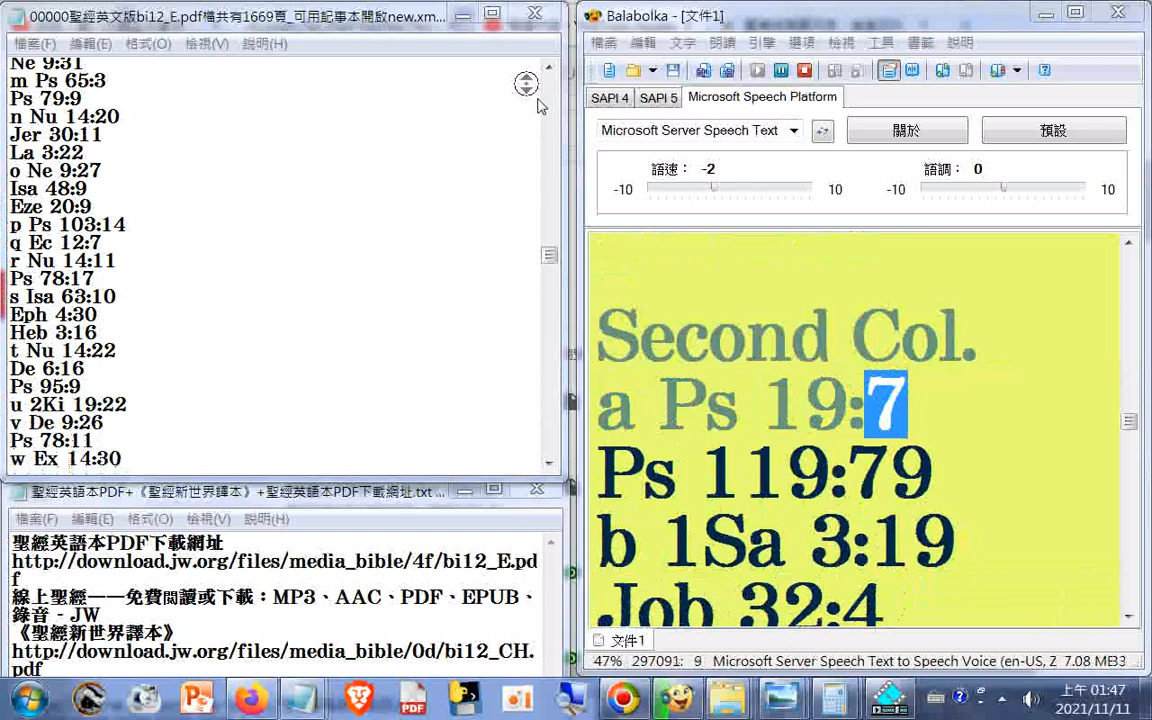 00000聖經英文版bi12_E.pdf檔共有1669頁_可用記事本開啟new.xm...
檔案(F) 編輯(E) 格式(O) 檢視(V) 說明(H)
Ne 9:31
m Ps 65:3
Ps 79:9
n Nu 14:20
Jer 30:11
La 3:22
o Ne 9:27
Isa 48:9
Eze 20:9
p Ps 103:14
q Ec 12:7
r Nu 14:11
Ps 78:17
s Isa 63:10
Eph 4:30
Heb 3:16
t Nu 14:22
De 6:16
Ps 95:9
u 2Ki 19:22
v De 9:26
Ps 78:11
w Ex 14:30
聖經英語本PDF+《聖經新世界譯本》+聖經英語本PDF下載網址.txt ...
檔案(F) 編輯(E) 格式(O) 檢視(V) 說明(H)
聖經英語本PDF下載網址
http://download.jw.org/files/media_bible/4f/bi12_E.pd
f
線上聖經——免費閱讀或下載：MP3、AAC、PDF、EPUB、
錄音 - JW
《聖經新世界譯本》
http://download.jw.org/files/media_bible/0d/bi12_CH.
pdf
Balabolka - [文件1]
檔案 編輯 文字 朗讀 引擎 選項 檢視 工具 書籤 說明
SAPI 4 SAPI 5 Microsoft Speech Platform
Microsoft Server Speech Text 關於 預設
語速： -2 語調： 0
-10 10 -10 10
Second Col.
a Ps 19:7
Ps 119:79
b 1Sa 3:19
Job 32:4
文件1
47% 297091: 9 Microsoft Server Speech Text to Speech Voice (en-US, Z 7.08 MB3
上午 01:47
2021/11/11